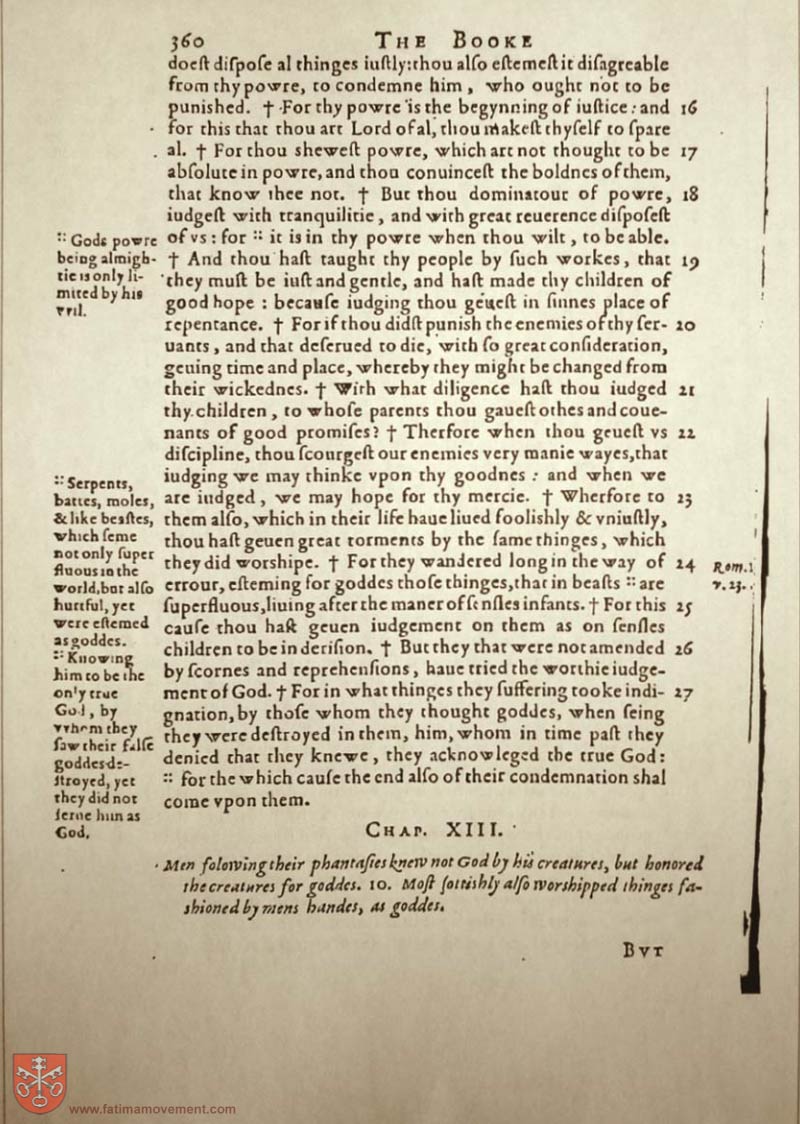 360
THE BOOKE
doeſt diſpoſe al thinges iuſtly: thou alſo eſtemeſt it diſagreable
from thy powre, to condemne him, who ought not to be
punished. † For thy powre is the begynning of iuſtice: and 16
for this that thou art Lord of al, thou makeſt thyſelf to ſpare
al. † For thou sheweſt powre, which art not thought to be 17
abſolute in powre, and thou conuinceſt the boldnes of them,
that know thee not. † But thou dominatour of powre, 18
iudgeſt with tranquilitie, and with great reuerence diſpoſeſt
of vs: for :: it is in thy powre when thou wilt, to be able.
† And thou haſt taught thy people by ſuch workes, that 19
they muſt be iuſt and gentle, and haſt made thy children of
good hope: becauſe iudging thou geueſt in ſinnes place of
repentance. † For if thou didſt punish the enemies of thy ſer- 20
uants, and that deſerued to die, with ſo great conſideration,
geuing time and place, whereby they might be changed from
their wickednes. † With what diligence haſt thou iudged 21
thy children, to whoſe parents thou gaueſt othes and coue-
nants of good promiſes? † Therfore when thou geueſt vs 22
diſcipline, thou ſcourgeſt our enemies very manie wayes, that
iudging we may thinke vpon thy goodnes: and when we
are iudged, we may hope for thy mercie. † Wherfore to 23
them alſo, which in their life haue liued foolishly & vniuſtly,
thou haſt geuen great torments by the ſame thinges, which
they did worshipe. † For they wandered long in the way of 24
errour, eſteming for goddes thoſe thinges, that in beaſts :: are
ſuperfluous, liuing after the maner of ſenſles infants. † For this 25
cauſe thou haſt geuen iudgement on them as on ſenſles
children to be in deriſion. † But they that were not amended 26
by ſcornes and reprehenſions, haue tried the worthie iudge-
ment of God. † For in what thinges they ſuffering tooke indi- 27
gnation, by thoſe whom they thought goddes, when ſeing
they were deſtroyed in them, him, whom in time paſt they
denied that they knewe, they acknowleged the true God:
:: for the which cauſe the end alſo of their condemnation shal
come vpon them.
:: Gods powre
being almigh-
tie is only li-
mited by his
vvil.
:: Serpents,
battes, moles,
& like beaſtes,
which ſeme
not only ſuper
fluous in the
world, but alſo
hurtful, yet
were eſtemed
as goddes.
:: Knowing
him to be the
only true
God, by
vvhom they
ſaw their falſe
goddes de-
ſtroyed, yet
they did not
ſerue him as
God.
Rom. 1.
v. 23.
CHAP. XIII.
Men folowing their phantaſies knew not God by his creatures, but honored
the creatures for goddes. 10. Moſt ſottishly alſo worshipped thinges fa-
shioned by mens handes, as goddes.
BVT
www.fatimamovement.com